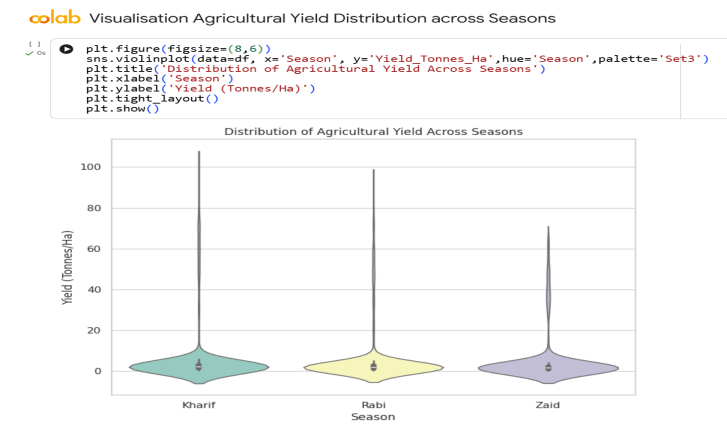 colab Visualisation Agricultural Yield Distribution across Seasons
[ ]
✓ 0s
plt.figure(figsize=(8,6))
sns.violinplot(data=df, x='Season', y='Yield_Tonnes_Ha',hue='Season',palette='Set3')
plt.title('Distribution of Agricultural Yield Across Seasons')
plt.xlabel('Season')
plt.ylabel('Yield (Tonnes/Ha)')
plt.tight_layout()
plt.show()
Distribution of Agricultural Yield Across Seasons
Yield (Tonnes/Ha)
100
80
60
40
20
0
Kharif Rabi Zaid
Season